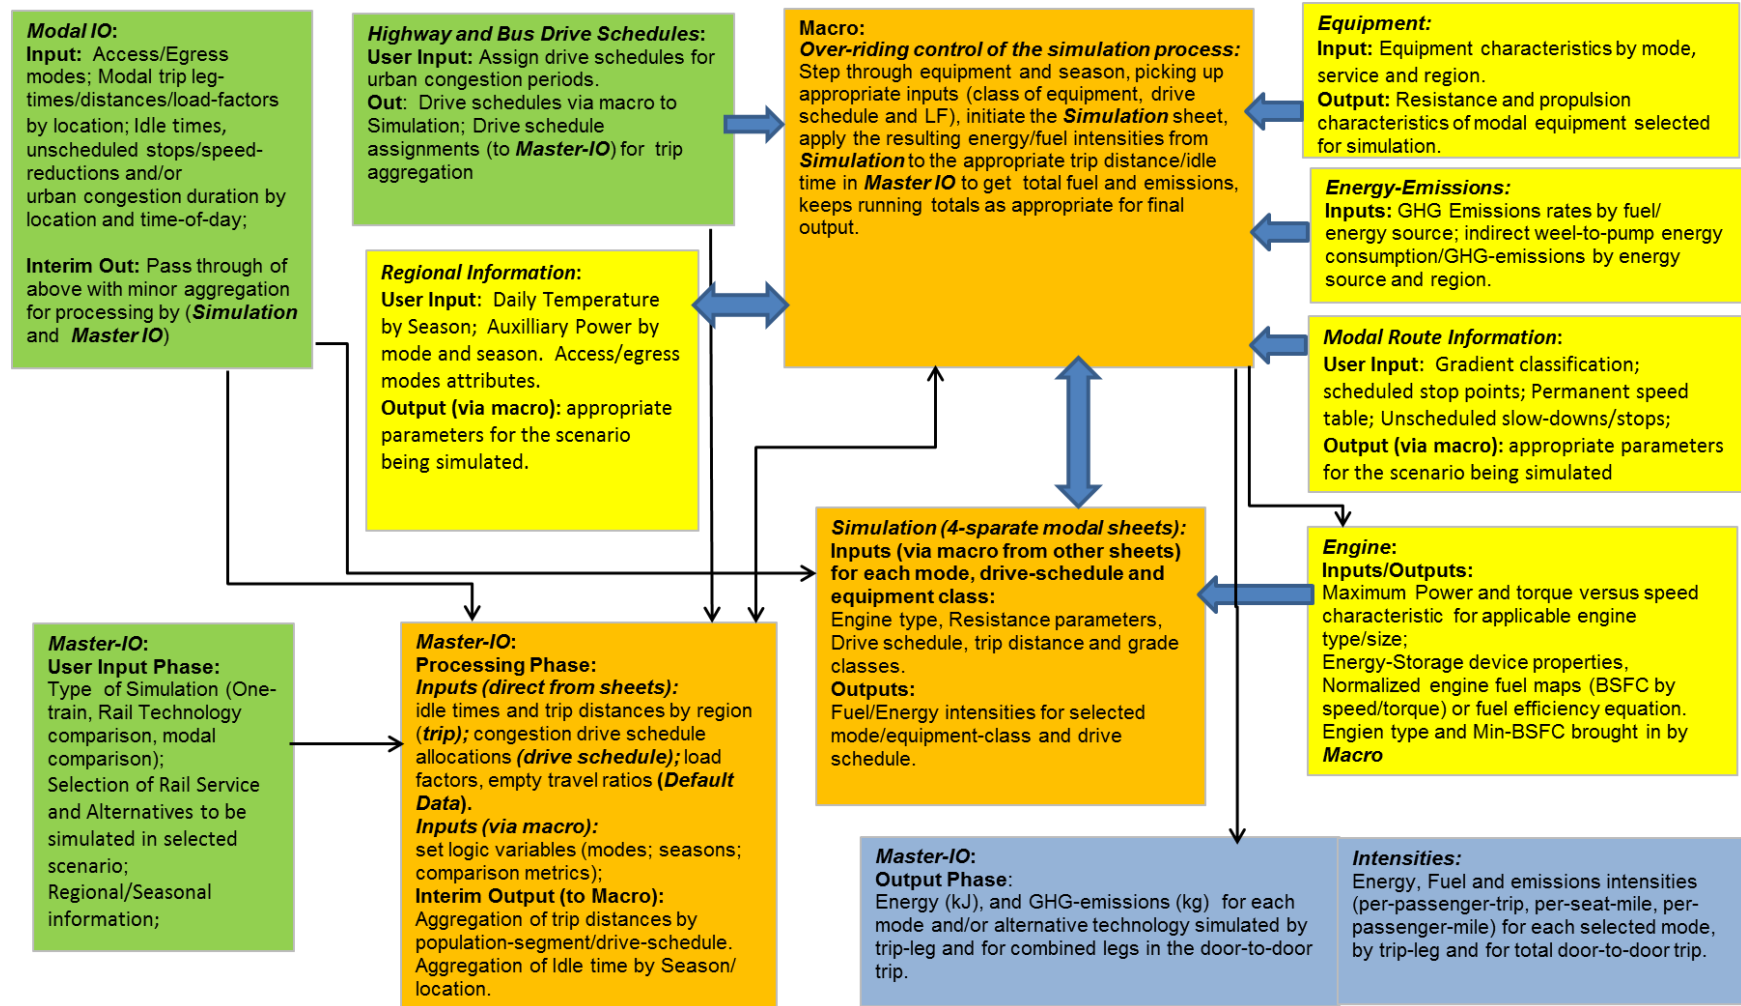 Modal IO:
Input: Access/Egress
modes; Modal trip leg-
times/distances/load-factors
by location; Idle times,
unscheduled stops/speed-
reductions and/or
urban congestion duration by
location and time-of-day;
Interim Out: Pass through of
above with minor aggregation
for processing by (Simulation
and Master IO)
Highway and Bus Drive Schedules:
User Input: Assign drive schedules for
urban congestion periods.
Out: Drive schedules via macro to
Simulation; Drive schedule
assignments (to Master-IO) for trip
aggregation
Macro:
Over-riding control of the simulation process:
Step through equipment and season, picking up
appropriate inputs (class of equipment, drive
schedule and LF), initiate the Simulation sheet,
apply the resulting energy/fuel intensities from
Simulation to the appropriate trip distance/idle
time in Master IO to get total fuel and emissions,
keeps running totals as appropriate for final
output.
Equipment:
Input: Equipment characteristics by mode,
service and region.
Output: Resistance and propulsion
characteristics of modal equipment selected
for simulation.
Energy-Emissions:
Inputs: GHG Emissions rates by fuel/
energy source; indirect weel-to-pump energy
consumption/GHG-emissions by energy
source and region.
Regional Information:
User Input: Daily Temperature
by Season; Auxilliary Power by
mode and season. Access/egress
modes attributes.
Output (via macro): appropriate
parameters for the scenario
being simulated.
Modal Route Information:
User Input: Gradient classification;
scheduled stop points; Permanent speed
table; Unscheduled slow-downs/stops;
Output (via macro): appropriate parameters
for the scenario being simulated
Simulation (4-sparate modal sheets):
Inputs (via macro from other sheets)
for each mode, drive-schedule and
equipment class:
Engine type, Resistance parameters,
Drive schedule, trip distance and grade
classes.
Outputs:
Fuel/Energy intensities for selected
mode/equipment-class and drive
schedule.
Engine:
Inputs/Outputs:
Maximum Power and torque versus speed
characteristic for applicable engine
type/size;
Energy-Storage device properties,
Normalized engine fuel maps (BSFC by
speed/torque) or fuel efficiency equation.
Engien type and Min-BSFC brought in by
Macro
Master-IO:
User Input Phase:
Type of Simulation (One-
train, Rail Technology
comparison, modal
comparison);
Selection of Rail Service
and Alternatives to be
simulated in selected
scenario;
Regional/Seasonal
information;
Master-IO:
Processing Phase:
Inputs (direct from sheets):
idle times and trip distances by region
(trip); congestion drive schedule
allocations (drive schedule); load
factors, empty travel ratios (Default
Data).
Inputs (via macro):
set logic variables (modes; seasons;
comparison metrics);
Interim Output (to Macro):
Aggregation of trip distances by
population-segment/drive-schedule.
Aggregation of Idle time by Season/
location.
Master-IO:
Output Phase:
Energy (kJ), and GHG-emissions (kg) for each
mode and/or alternative technology simulated by
trip-leg and for combined legs in the door-to-door
trip.
Intensities:
Energy, Fuel and emissions intensities
(per-passenger-trip, per-seat-mile, per-
passenger-mile) for each selected mode,
by trip-leg and for total door-to-door trip.